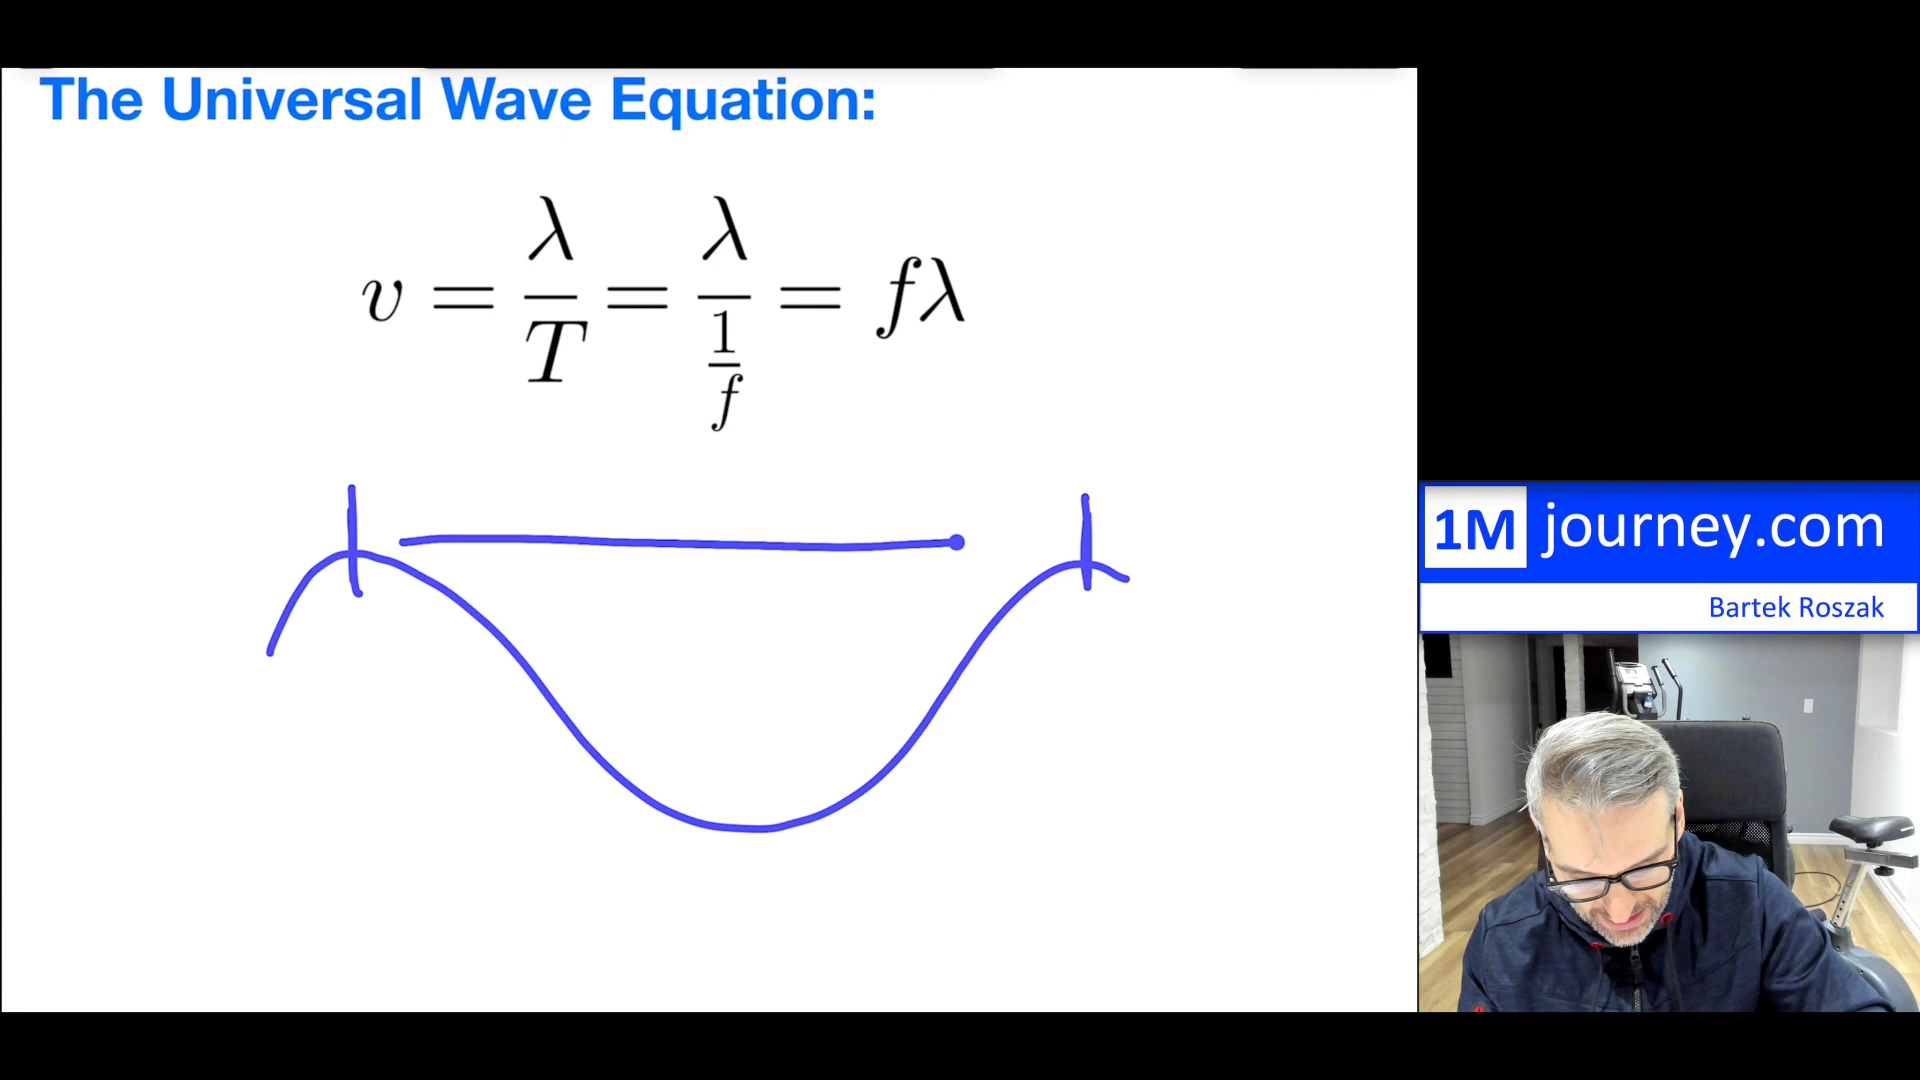 The Universal Wave Equation:
v = λ/T = λ/(1/f) = fλ
1M journey.com
Bartek Roszak